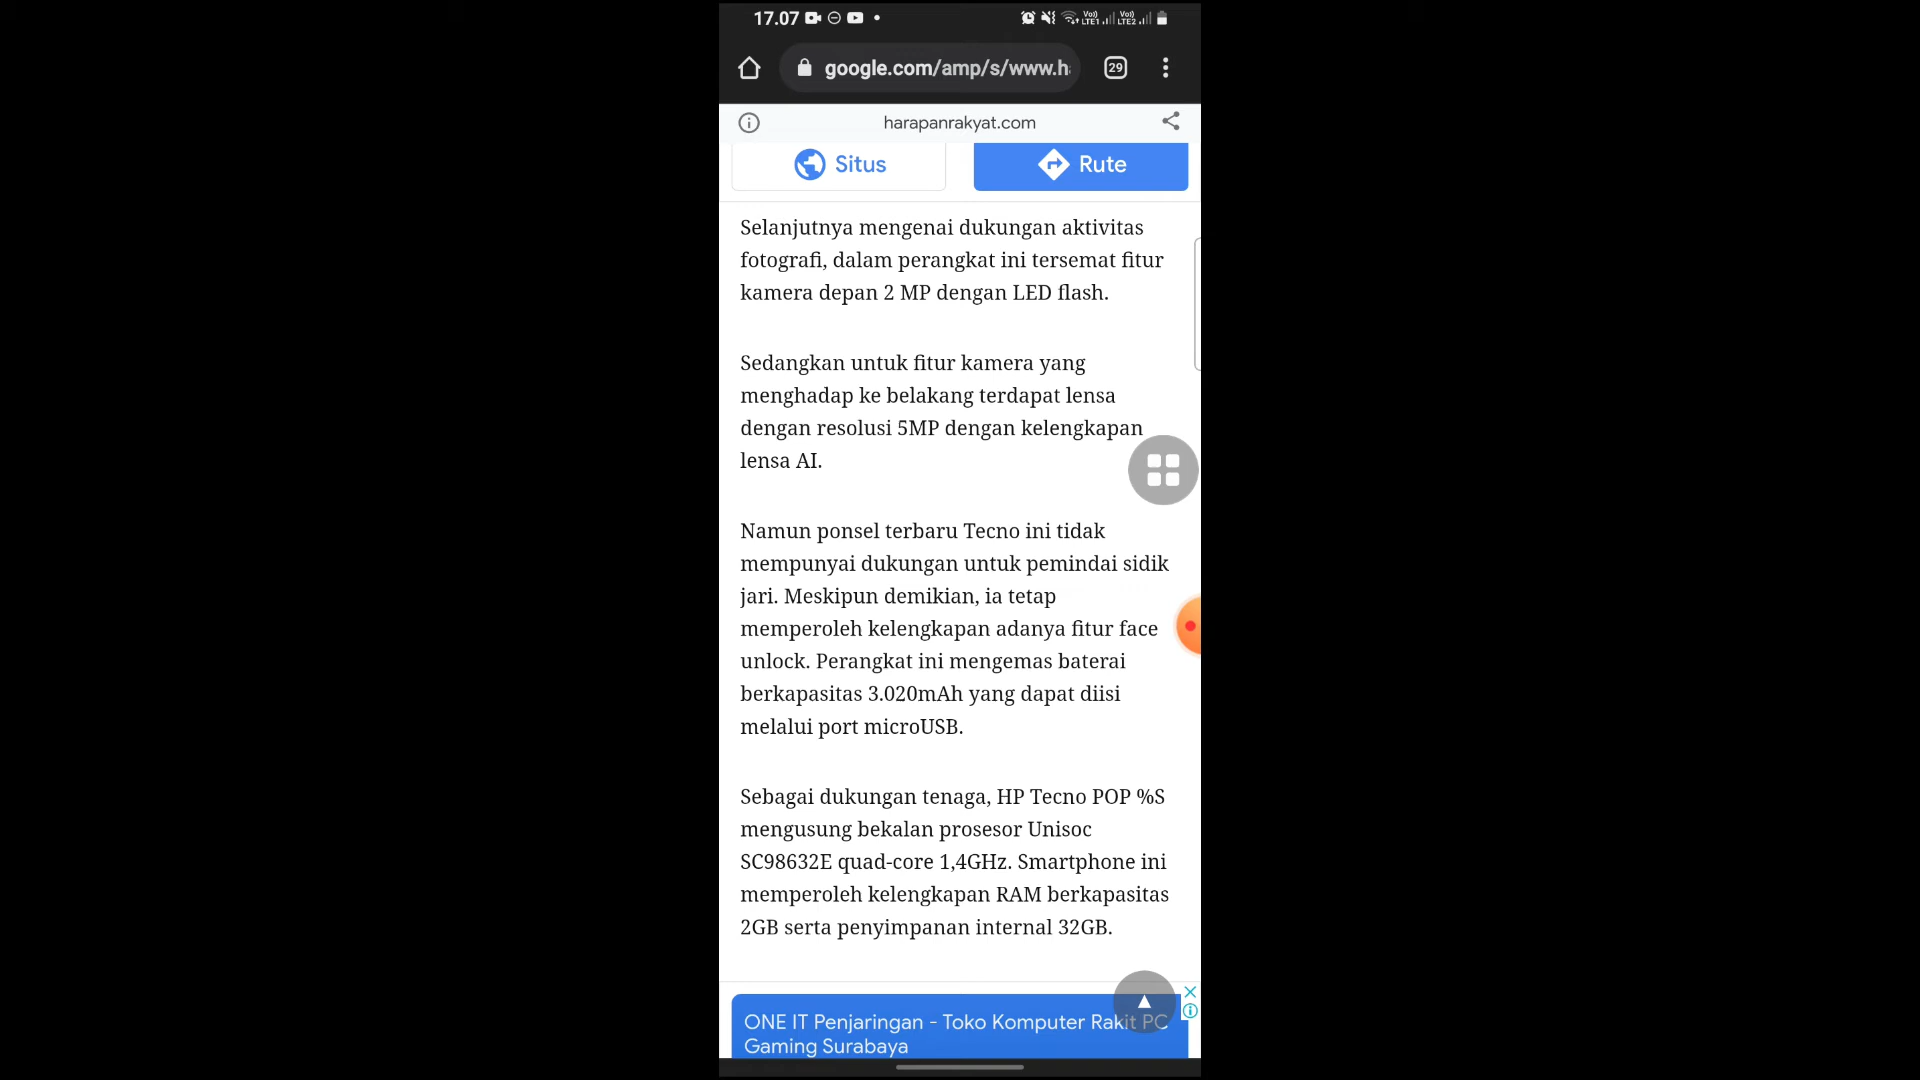 17.07
Vo)) LTE1 Vo)) LTE2
google.com/amp/s/www.h
29
harapanrakyat.com
Situs
Rute
Selanjutnya mengenai dukungan aktivitas
fotografi, dalam perangkat ini tersemat fitur
kamera depan 2 MP dengan LED flash.
Sedangkan untuk fitur kamera yang
menghadap ke belakang terdapat lensa
dengan resolusi 5MP dengan kelengkapan
lensa AI.
Namun ponsel terbaru Tecno ini tidak
mempunyai dukungan untuk pemindai sidik
jari. Meskipun demikian, ia tetap
memperoleh kelengkapan adanya fitur face
unlock. Perangkat ini mengemas baterai
berkapasitas 3.020mAh yang dapat diisi
melalui port microUSB.
Sebagai dukungan tenaga, HP Tecno POP %S
mengusung bekalan prosesor Unisoc
SC98632E quad-core 1,4GHz. Smartphone ini
memperoleh kelengkapan RAM berkapasitas
2GB serta penyimpanan internal 32GB.
ONE IT Penjaringan - Toko Komputer Rakit PC
Gaming Surabaya